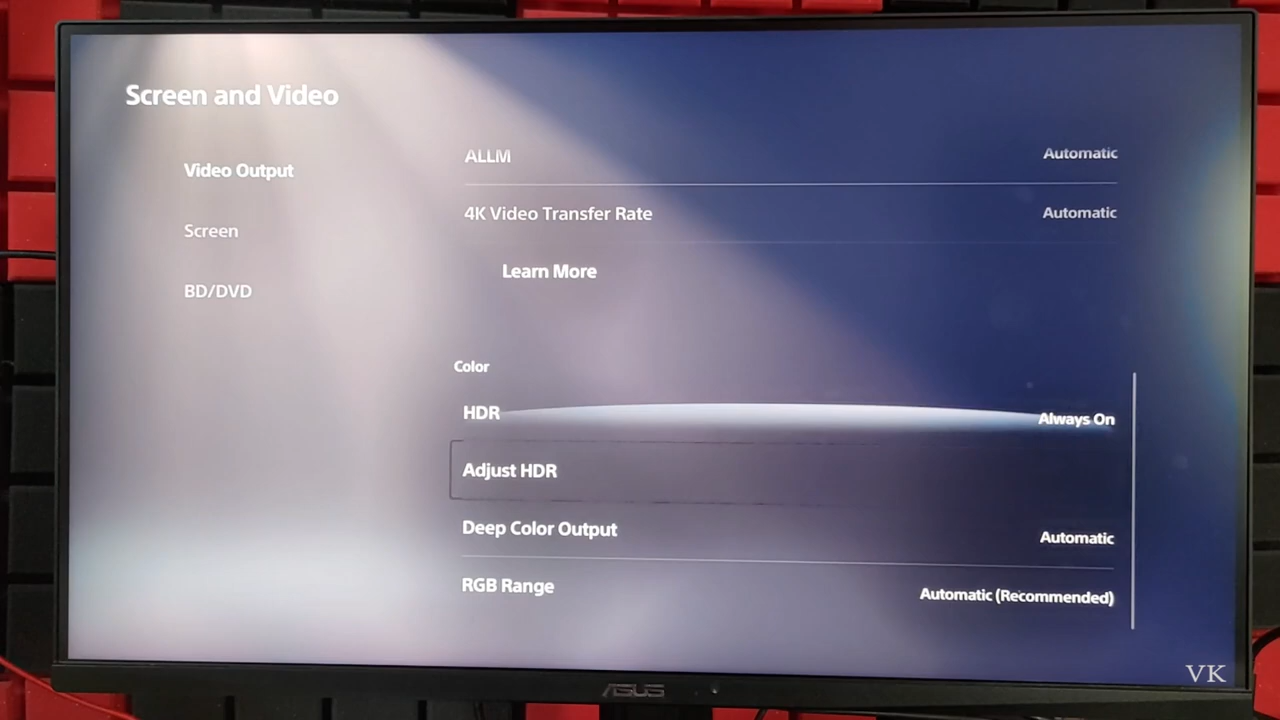 Screen and Video
Video Output
Screen
BD/DVD
ALLM Automatic
4K Video Transfer Rate Automatic
Learn More
Color
HDR Always On
Adjust HDR
Deep Color Output Automatic
RGB Range Automatic (Recommended)
VK
ASUS